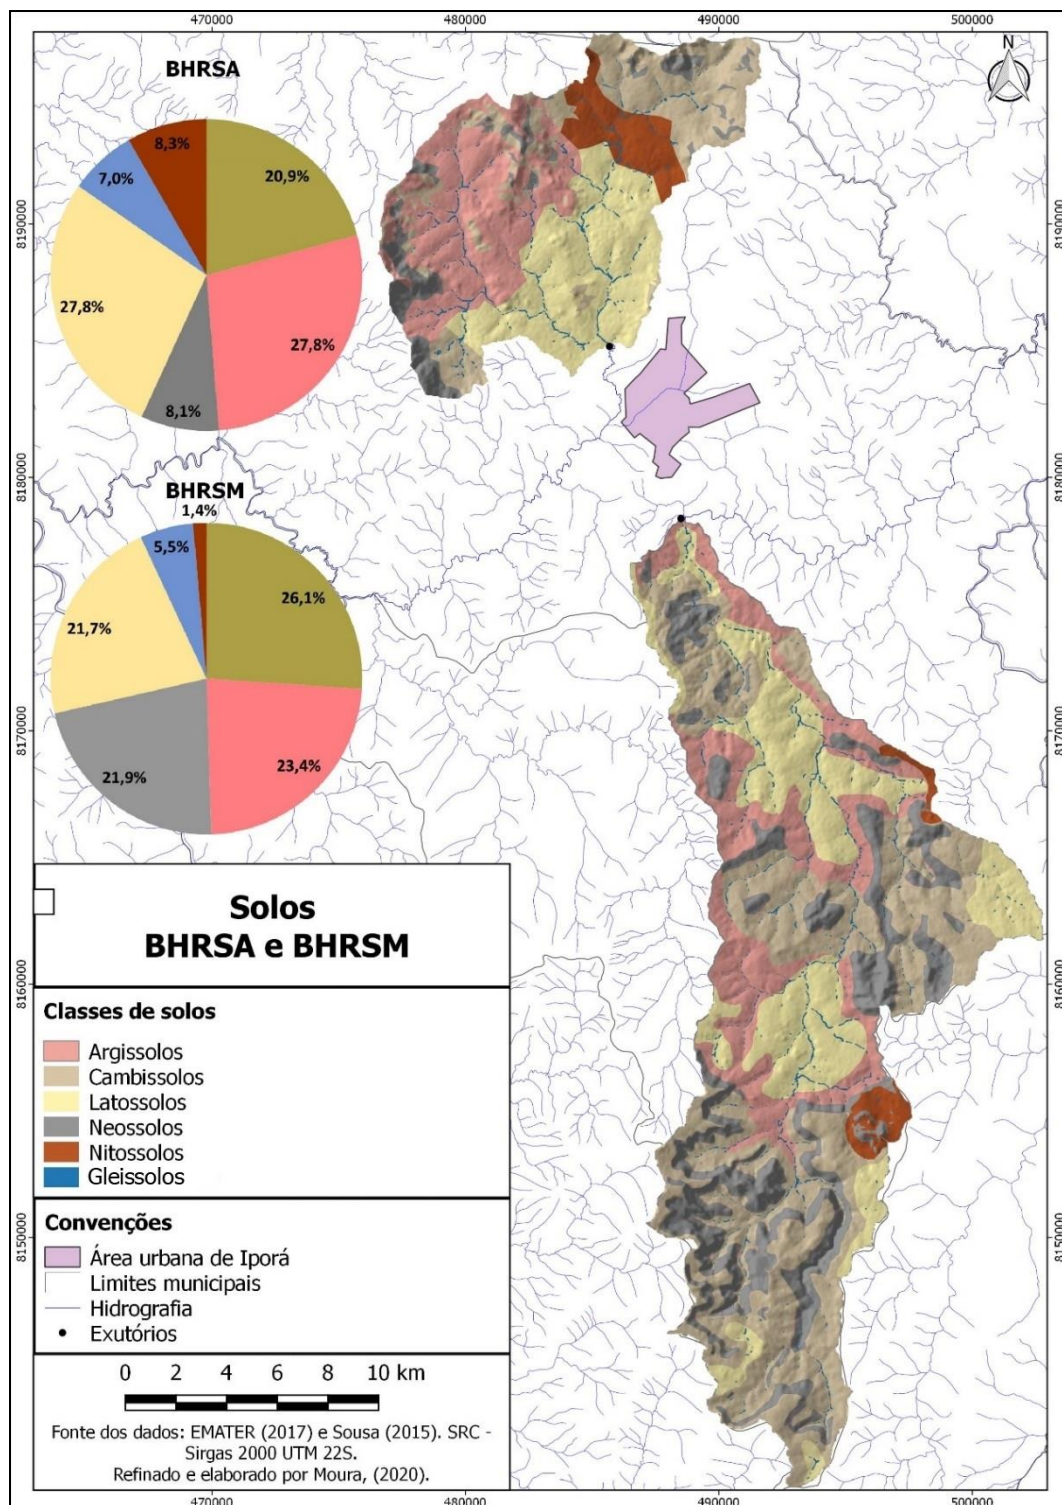 470000
480000
490000
500000
BHRSA
N
8,3%
7,0%
20,9%
27,8%
27,8%
8,1%
8190000
8190000
8180000
8180000
BHRSM
1,4%
5,5%
26,1%
21,7%
21,9%
23,4%
8170000
8170000
Solos
BHRSA e BHRSM
8160000
8160000
Classes de solos
Argissolos
Cambissolos
Latossolos
Neossolos
Nitossolos
Gleissolos
Convenções
Área urbana de Iporá
Limites municipais
Hidrografia
Exutórios
8150000
8150000
0 2 4 6 8 10 km
Fonte dos dados: EMATER (2017) e Sousa (2015). SRC -
Sirgas 2000 UTM 22S.
Refinado e elaborado por Moura, (2020).
470000
480000
490000
500000